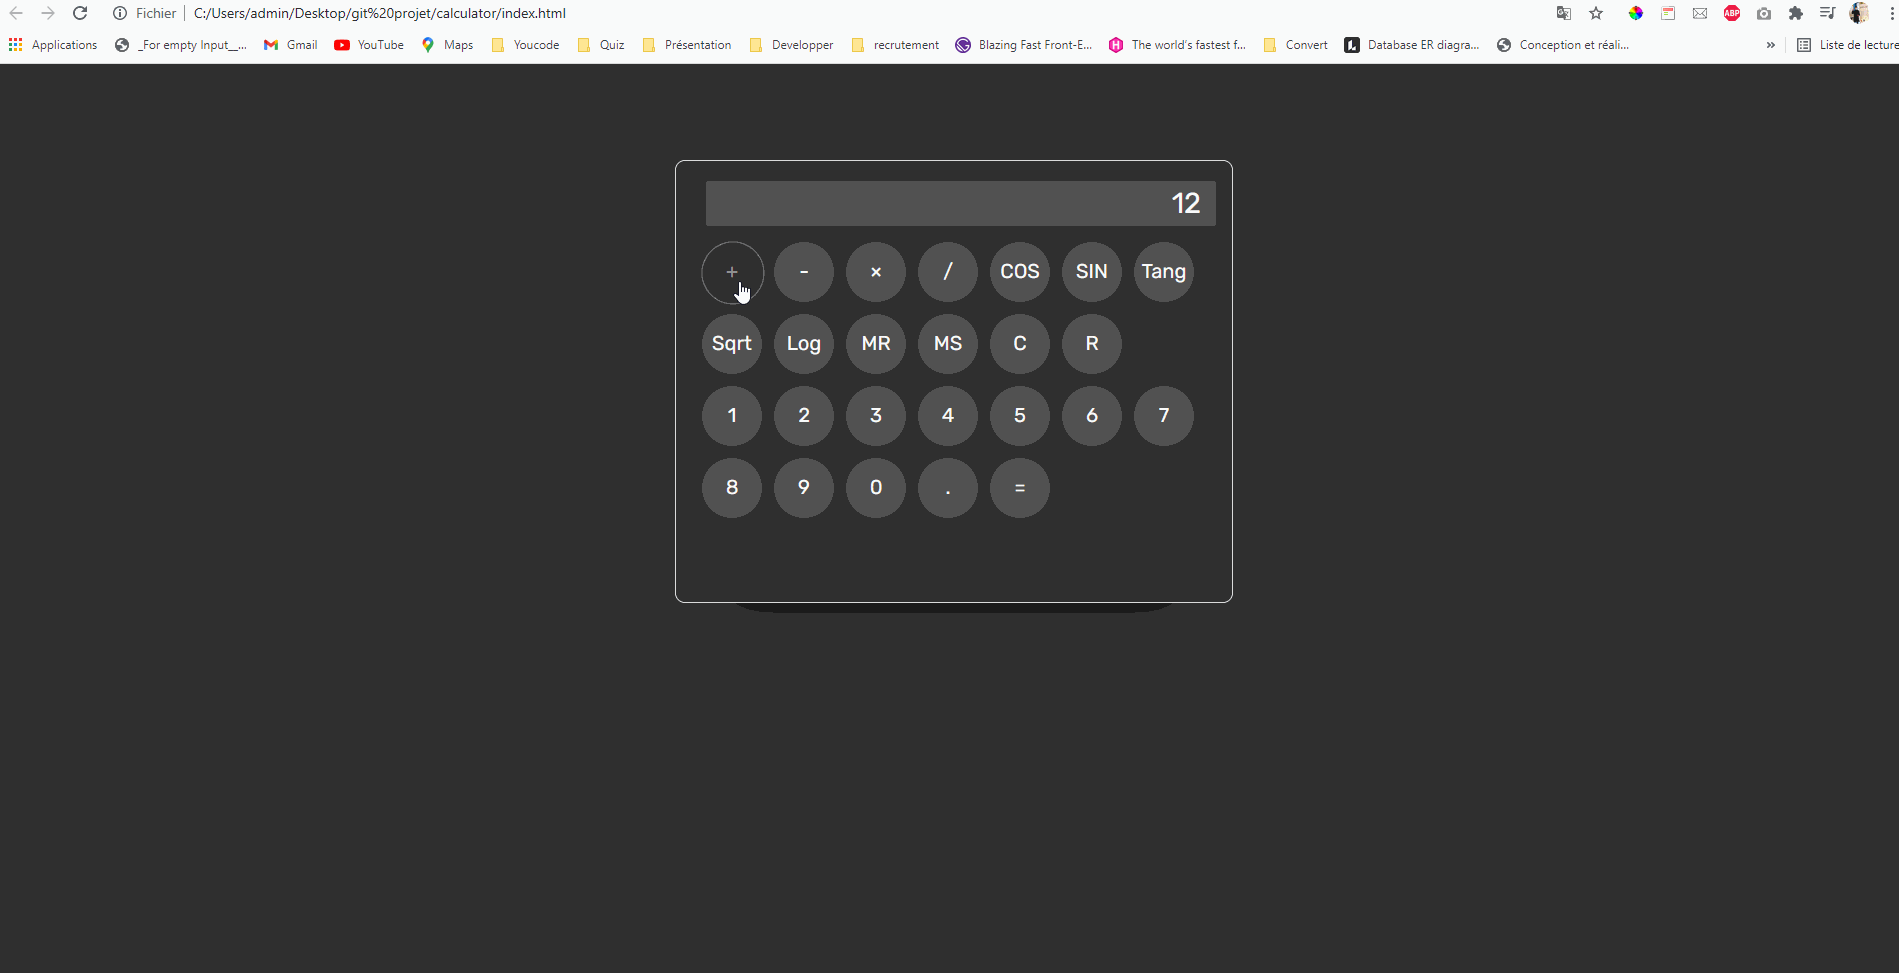 Fichier C:/Users/admin/Desktop/git%20projet/calculator/index.html ABP
Applications _For empty Input__... Gmail YouTube Maps Youcode Quiz Présentation Developper recrutement Blazing Fast Front-E... The world's fastest f... Convert Database ER diagra... Conception et réali... » Liste de lecture
12
+ - × / COS SIN Tang
Sqrt Log MR MS C R
1 2 3 4 5 6 7
8 9 0 . =